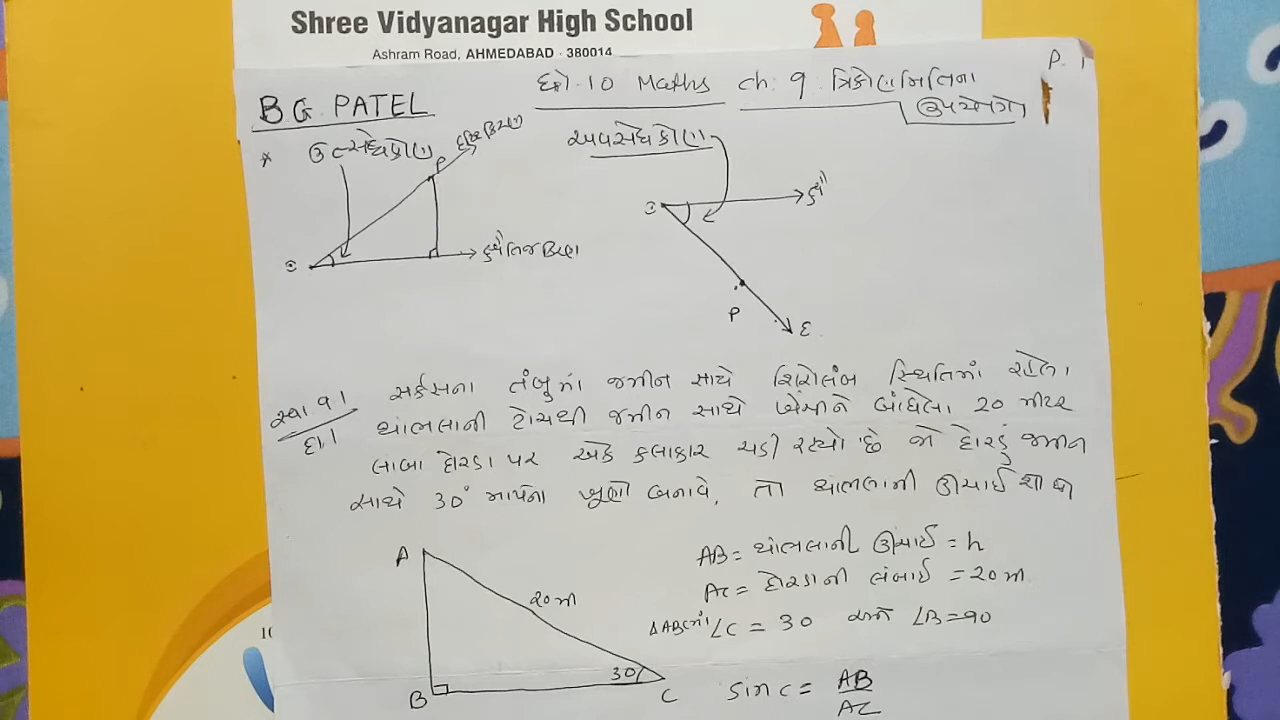 Shree Vidyanagar High School
Ashram Road, AHMEDABAD - 380014
P. 1
B G. PATEL
ધો.10 Maths ch: 9 ત્રિકોણમિતિના
ઉપયોગો
* ઉત્સેધકોણ
P
દ્રષ્ટિકિરણ
ક્ષૈતિજ કિરણ
અવસેધકોણ
ક્ષૈ
P
સ્વા. 9.1
દા.1
સર્કસના તંબુમાં જમીન સાથે શિરોલંબ સ્થિતિમાં રહેલા
થાંભલાની ટોચથી જમીન સાથે ખેંચીને બાંધેલા 20 મીટર
લાંબા દોરડા પર એક કલાકાર ચડી રહ્યો છે જો દોરડું જમીન
સાથે 30° માપના ખૂણો બનાવે, તો થાંભલાની ઊંચાઈ શોધો
A
20 મી
30
B
C
AB = થાંભલાની ઊંચાઈ = h
AC = દોરડાની લંબાઈ = 20 મી
ΔABCમાં ∠C = 30 અને ∠B = 90
Sin C = AB
AC